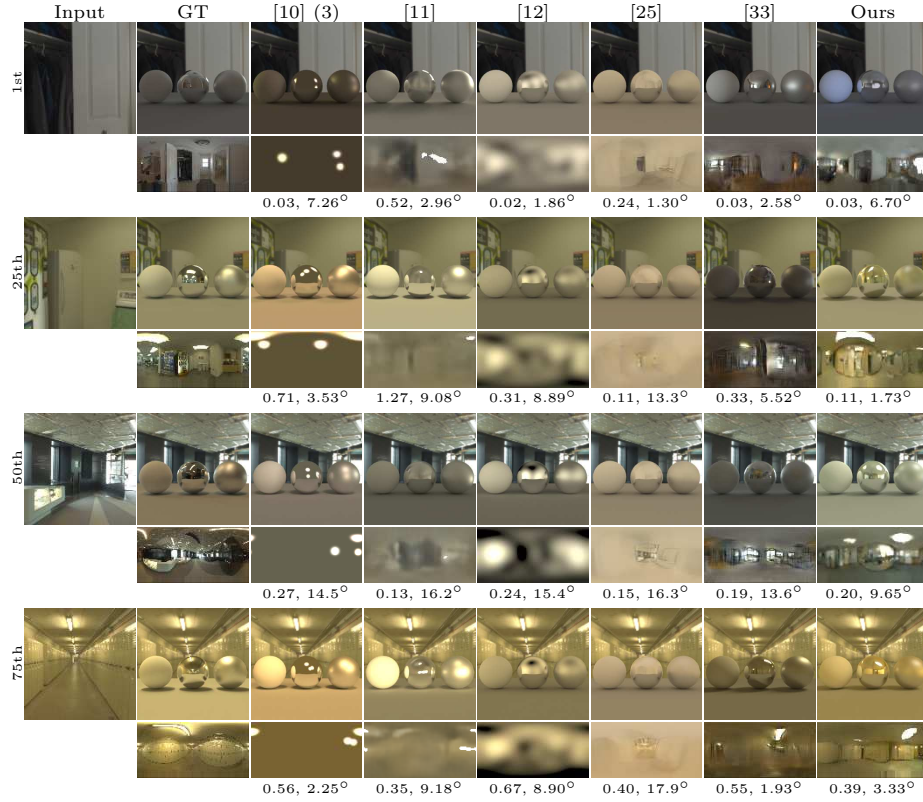 Input GT [10] (3) [11] [12] [25] [33] Ours
1st
0.03, 7.26° 0.52, 2.96° 0.02, 1.86° 0.24, 1.30° 0.03, 2.58° 0.03, 6.70°
25th
0.71, 3.53° 1.27, 9.08° 0.31, 8.89° 0.11, 13.3° 0.33, 5.52° 0.11, 1.73°
50th
0.27, 14.5° 0.13, 16.2° 0.24, 15.4° 0.15, 16.3° 0.19, 13.6° 0.20, 9.65°
75th
0.56, 2.25° 0.35, 9.18° 0.67, 8.90° 0.40, 17.9° 0.55, 1.93° 0.39, 3.33°